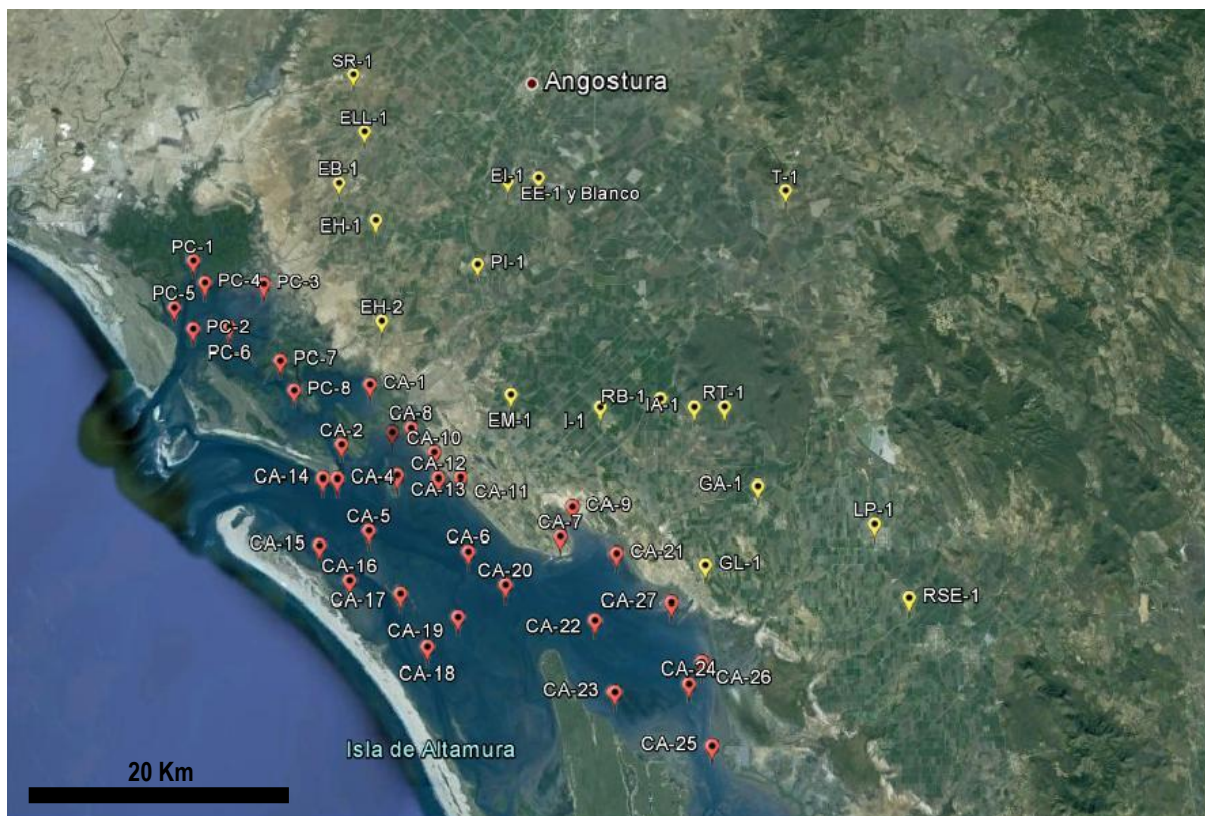 SR-1
Angostura
ELL-1
EB-1
EI-1
EE-1 y Blanco
T-1
EH-1
PC-1
PI-1
PC-4
PC-3
PC-5
EH-2
PC-2
PC-6
PC-7
CA-1
PC-8
RB-1
IA-1
RT-1
EM-1
I-1
CA-8
CA-2
CA-10
CA-12
CA-14
CA-4
CA-13
CA-11
GA-1
CA-9
LP-1
CA-5
CA-7
CA-15
CA-6
CA-21
GL-1
CA-16
CA-20
CA-17
CA-27
RSE-1
CA-19
CA-22
CA-18
CA-24
CA-26
CA-23
CA-25
Isla de Altamura
20 Km